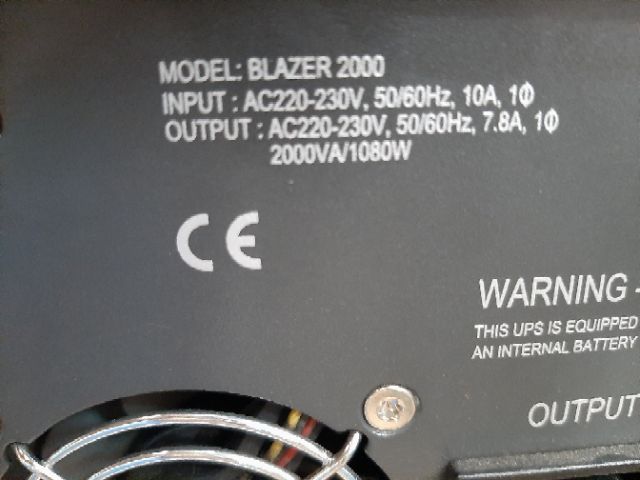 MODEL: BLAZER 2000
INPUT : AC220-230V, 50/60Hz, 10A, 1Φ
OUTPUT : AC220-230V, 50/60Hz, 7.8A, 1Φ
2000VA/1080W
CE
WARNING -
THIS UPS IS EQUIPPED
AN INTERNAL BATTERY
OUTPUT